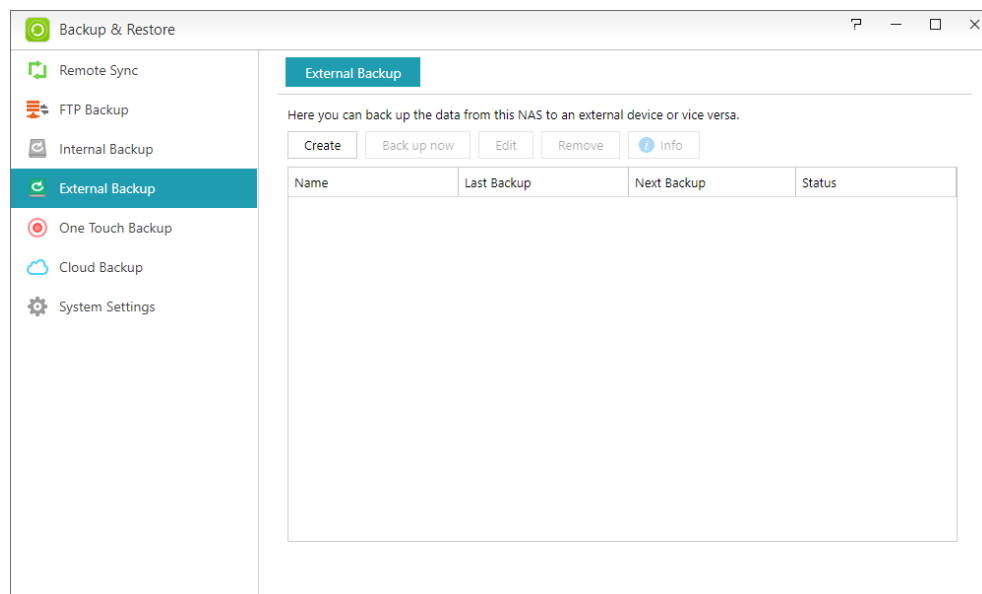 Backup & Restore
Remote Sync
FTP Backup
Internal Backup
External Backup
One Touch Backup
Cloud Backup
System Settings
External Backup
Here you can back up the data from this NAS to an external device or vice versa.
Create Back up now Edit Remove Info
Name Last Backup Next Backup Status